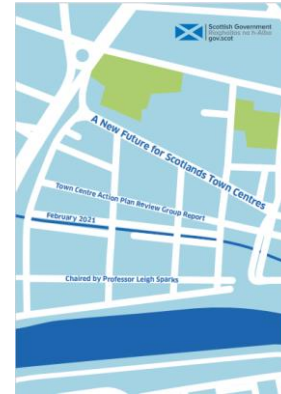 Scottish Government
Riaghaltas na h-Alba
gov.scot
A New Future for Scotlands Town Centres
Town Centre Action Plan Review Group Report
February 2021
Chaired by Professor Leigh Sparks